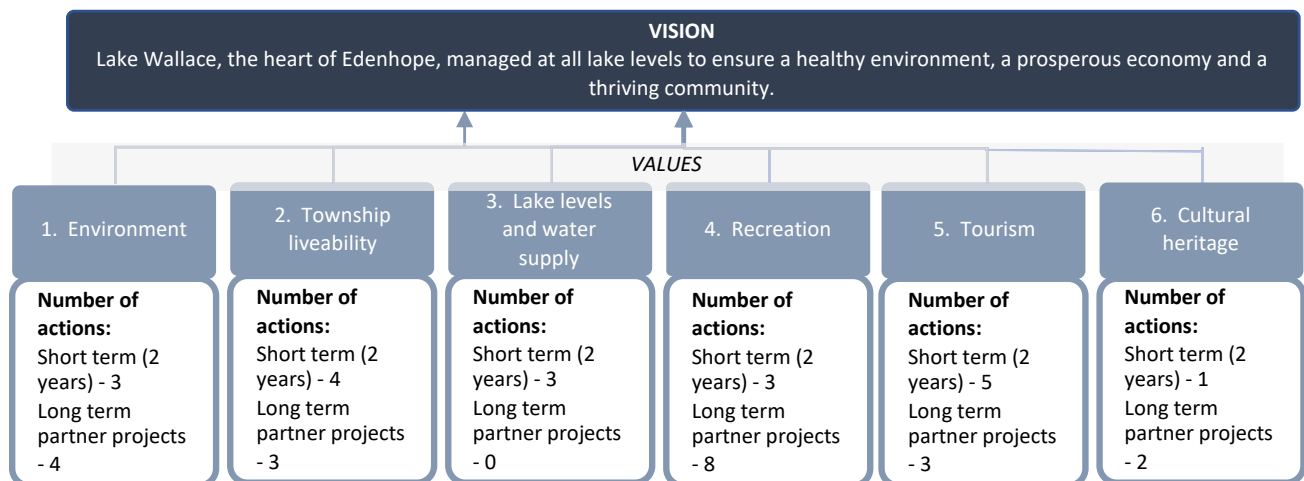 VISION
Lake Wallace, the heart of Edenhope, managed at all lake levels to ensure a healthy environment, a prosperous economy and a
thriving community.
VALUES
1. Environment
2. Township
liveability
3. Lake levels
and water
supply
4. Recreation
5. Tourism
6. Cultural
heritage
Number of
actions:
Short term (2
years) - 3
Long term
partner projects
- 4
Number of
actions:
Short term (2
years) - 4
Long term
partner projects
- 3
Number of
actions:
Short term (2
years) - 3
Long term
partner projects
- 0
Number of
actions:
Short term (2
years) - 3
Long term
partner projects
- 8
Number of
actions:
Short term (2
years) - 5
Long term
partner projects
- 3
Number of
actions:
Short term (2
years) - 1
Long term
partner projects
- 2